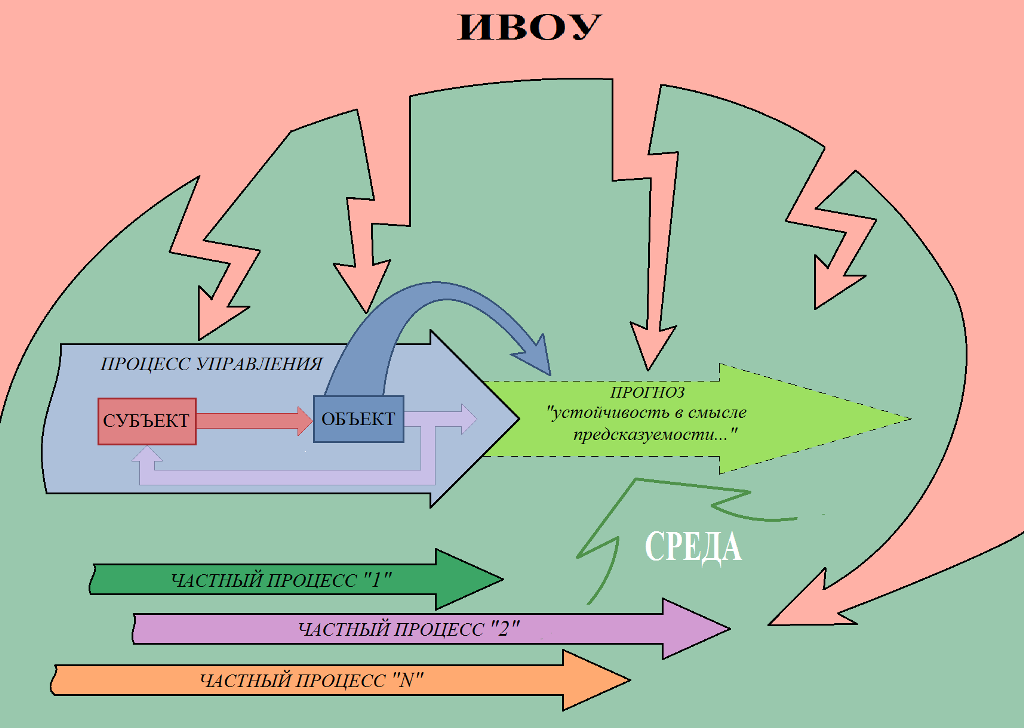 ИВОУ
ПРОЦЕСС УПРАВЛЕНИЯ
СУБЪЕКТ
ОБЪЕКТ
ПРОГНОЗ
"устойчивость в смысле
предсказуемости..."
СРЕДА
ЧАСТНЫЙ ПРОЦЕСС "1"
ЧАСТНЫЙ ПРОЦЕСС "2"
ЧАСТНЫЙ ПРОЦЕСС "N"